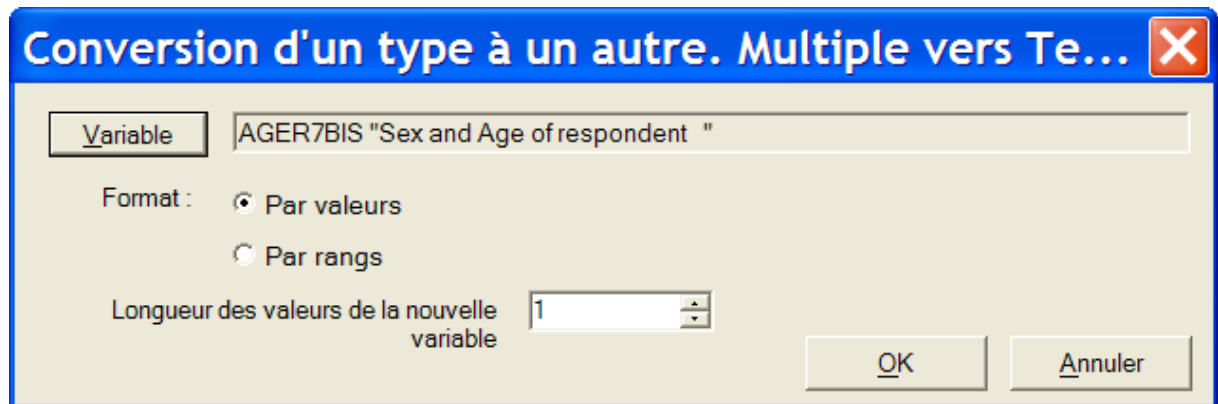 Conversion d'un type à un autre. Multiple vers Te...
Variable
AGER7BIS "Sex and Age of respondent  "
Format :
Par valeurs
Par rangs
Longueur des valeurs de la nouvelle
variable
1
OK
Annuler